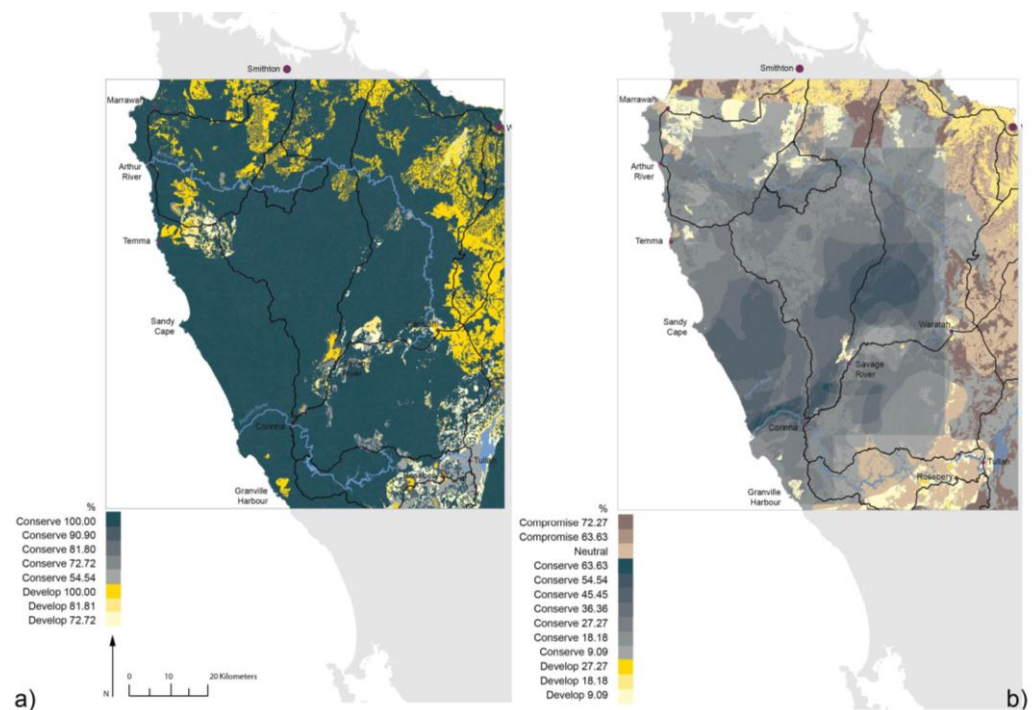 Smithton
Marrawah
Arthur
River
Temma
Sandy
Cape
Corinna
Tullah
Granville
Harbour
%
Conserve 100.00
Conserve 90.90
Conserve 81.80
Conserve 72.72
Conserve 54.54
Develop 100.00
Develop 81.81
Develop 72.72
N
0 10 20 Kilometers
a)
Smithton
Marrawah
Arthur
River
Temma
Sandy
Cape
Waratah
Savage
River
Corinna
Tullah
Rosebery
Granville
Harbour
%
Compromise 72.27
Compromise 63.63
Neutral
Conserve 63.63
Conserve 54.54
Conserve 45.45
Conserve 36.36
Conserve 27.27
Conserve 18.18
Conserve 9.09
Develop 27.27
Develop 18.18
Develop 9.09
b)